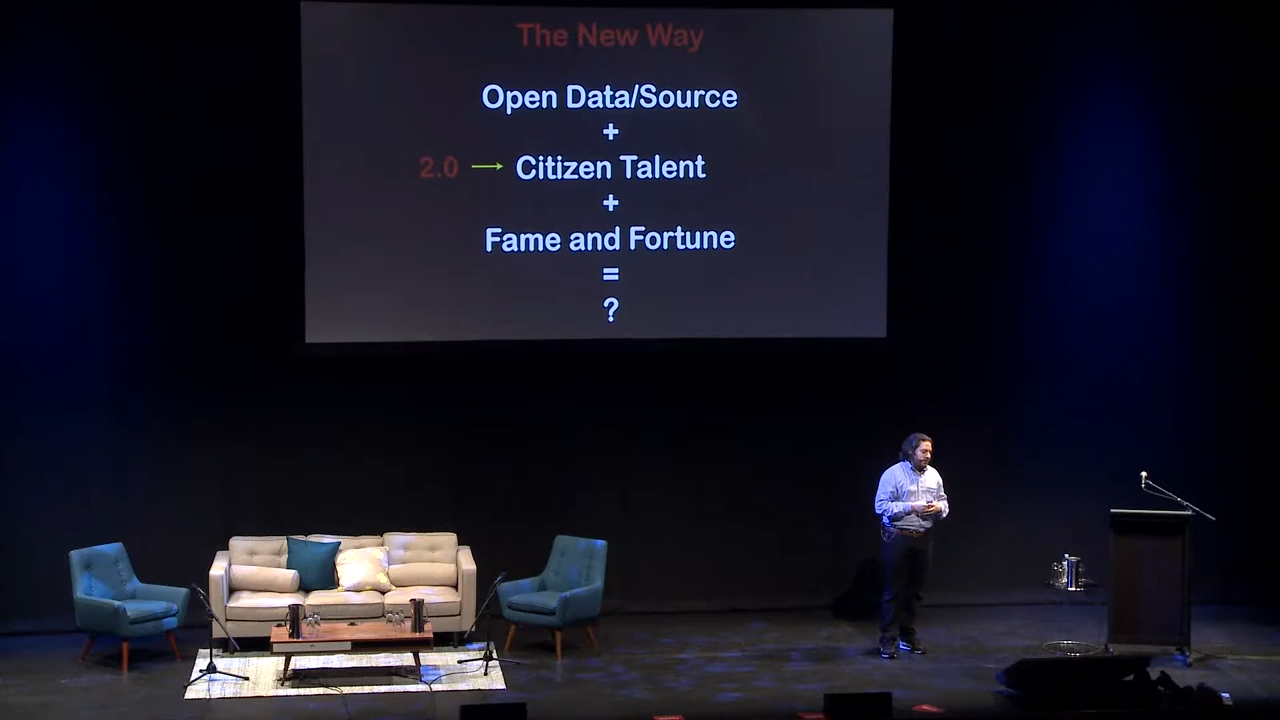 The New Way
Open Data/Source
+
2.0 → Citizen Talent
+
Fame and Fortune
=
?